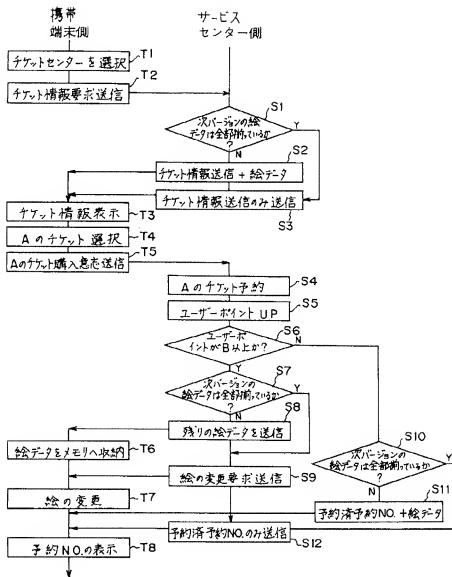 携帯
端末側
サービス
センター側
チケットセンターを選択
T1
チケット情報要求送信
T2
次バージョンの絵
データは全部揃っているか
?
S1
Y
N
S2
チケット情報送信+絵データ
チケット情報送信のみ送信
S3
チケット情報表示
T3
Aのチケット選択
T4
Aのチケット購入意志送信
T5
Aのチケット予約
S4
ユーザーポイントUP
S5
ユーザーポ
イントがB以上か?
S6
N
Y
次バージョンの
絵データは全部揃っているか
?
S7
Y
N
S8
残りの絵データを送信
絵データをメモリへ収納
T6
絵の変更要求送信
S9
次バージョンの
絵データは全部揃っているか
?
S10
Y
N
絵の変更
T7
予約済予約NO.+絵データ
S11
予約済予約NO.のみ送信
S12
予約NO.の表示
T8